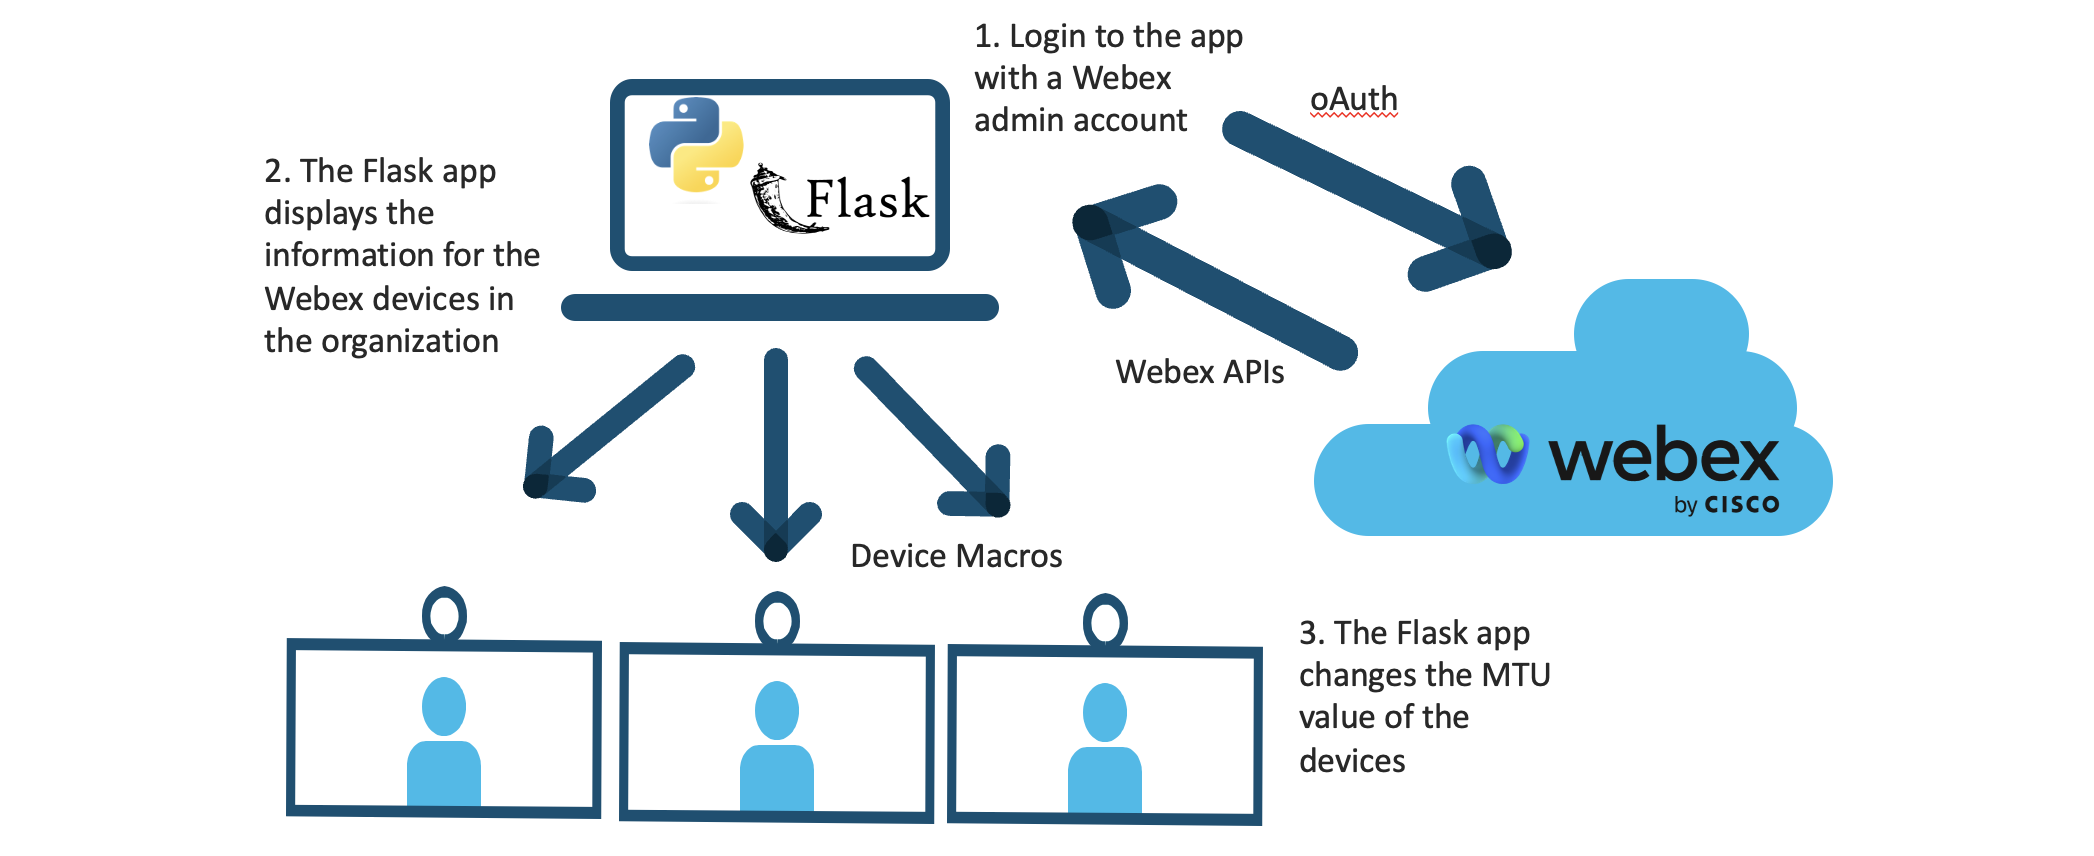 1. Login to the app
with a Webex
admin account
oAuth
2. The Flask app
displays the
information for the
Webex devices in
the organization
Flask
Webex APIs
webex
by CISCO
Device Macros
3. The Flask app
changes the MTU
value of the
devices